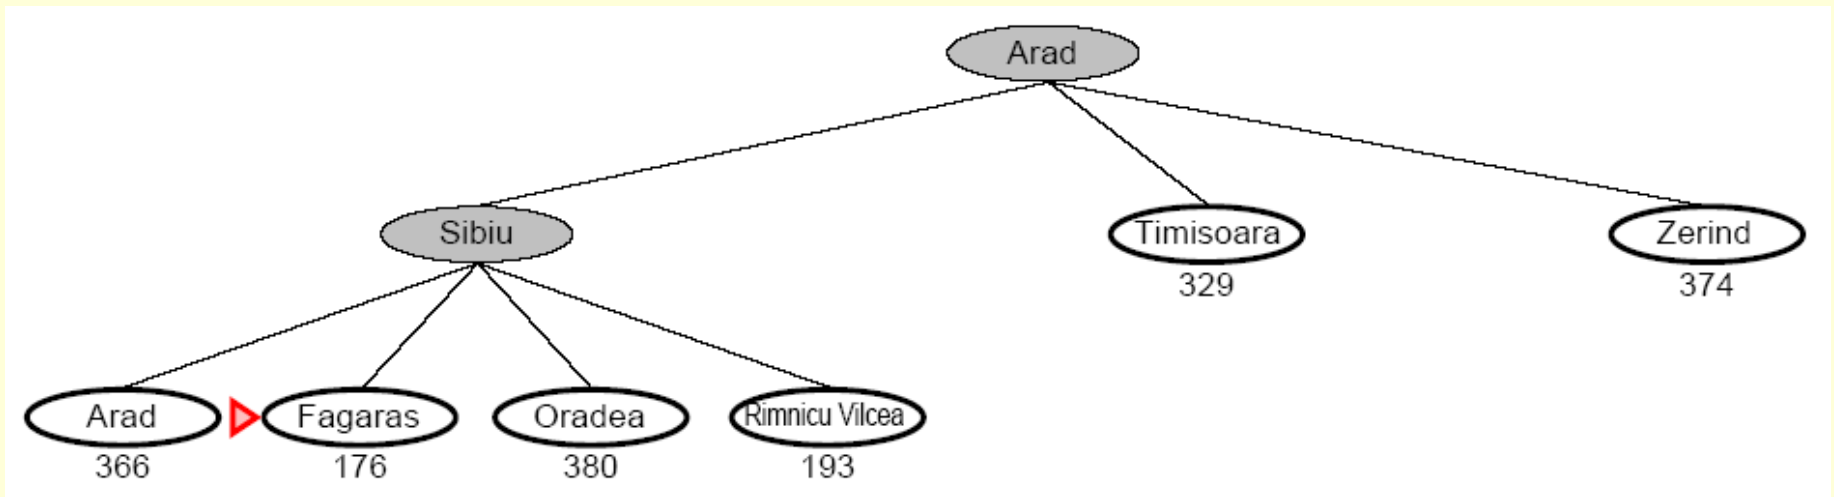 Arad
Sibiu
Timisoara
Zerind
329
374
Arad
Fagaras
Oradea
Rimnicu Vilcea
366
176
380
193